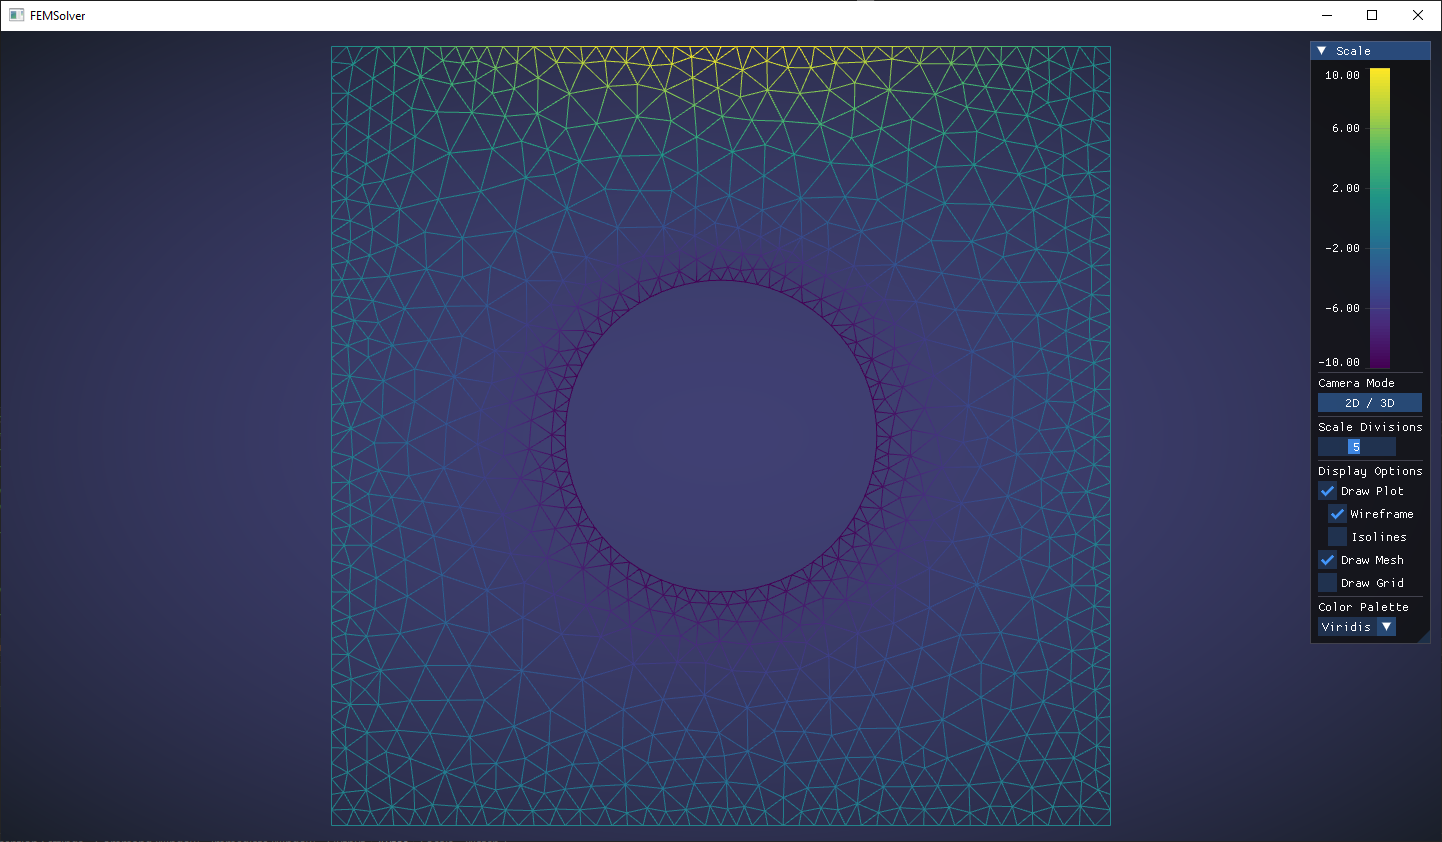 FEMSolver
Scale
10.00
6.00
2.00
-2.00
-6.00
-10.00
Camera Mode
2D / 3D
Scale Divisions
5
Display Options
Draw Plot
Wireframe
Isolines
Draw Mesh
Draw Grid
Color Palette
Viridis